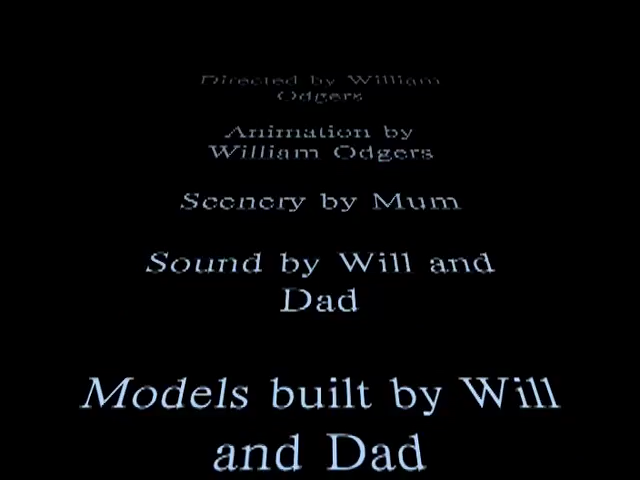 Directed by William
Odgers
Animation by
William Odgers
Scenery by Mum
Sound by Will and
Dad
Models built by Will
and Dad